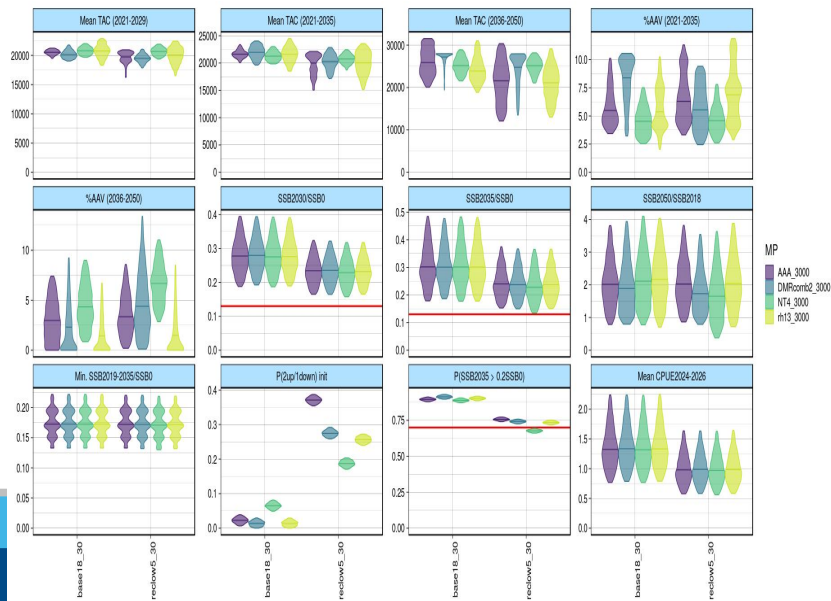 Mean TAC (2021-2029)
Mean TAC (2021-2035)
Mean TAC (2036-2050)
%AAV (2021-2035)
20000
15000
10000
5000
0
25000
20000
15000
10000
5000
0
30000
20000
10000
0
10.0
7.5
5.0
2.5
0.0
%AAV (2036-2050)
SSB2030/SSB0
SSB2035/SSB0
SSB2050/SSB2018
10
5
0
0.4
0.3
0.2
0.1
0.0
0.5
0.4
0.3
0.2
0.1
0.0
4
3
2
1
0
MP
AAA_3000
DMRcomb2_3000
NT4_3000
rh13_3000
Min. SSB2019-2035/SSB0
P(2up/1down) init
P(SSB2035 > 0.2SSB0)
Mean CPUE2024-2026
0.20
0.15
0.10
0.05
0.00
0.4
0.3
0.2
0.1
0.0
0.75
0.50
0.25
0.00
2.0
1.5
1.0
0.5
0.0
base18_30
reclow5_30
base18_30
reclow5_30
base18_30
reclow5_30
base18_30
reclow5_30